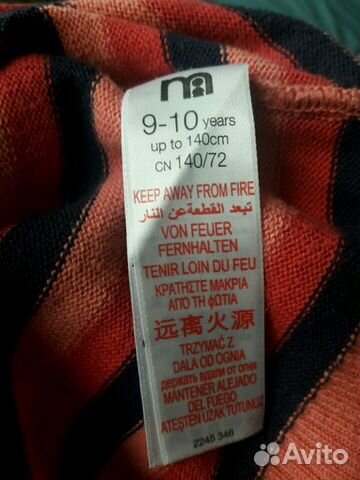 m
9-10 years
up to 140cm
CN 140/72
KEEP AWAY FROM FIRE
تبعد القطعة عن النار
VON FEUER
FERNHALTEN
TENIR LOIN DU FEU
ΚΡΑΤΗΣΤΕ ΜΑΚΡΙΑ
ΑΠΌ ΤΗ ΦΩΤΙΑ
远离火源
TRZYMAĆ Z
DALA OD OGNIA
держать вдали от огня
MANTENER ALEJADO
DEL FUEGO
ATEŞTEN UZAK TUTUNUZ
2245 346
Avito